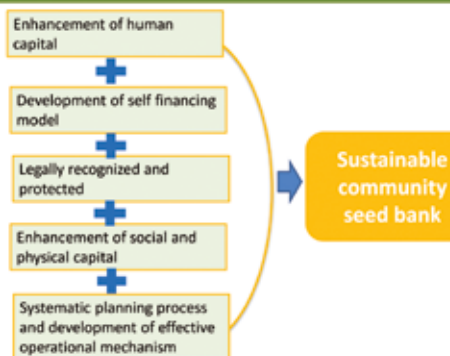 Enhancement of human
capital
Development of self financing
model
Legally recognized and
protected
Enhancement of social and
physical capital
Systematic planning process
and development of effective
operational mechanism
Sustainable
community
seed bank